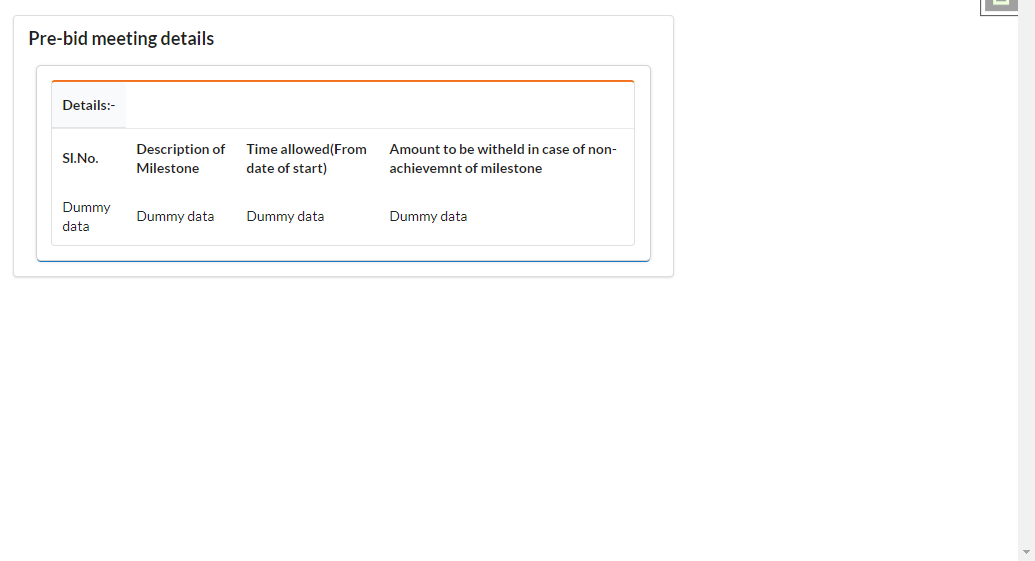 Pre-bid meeting details
Details:-
Sl.No.
Description of
Milestone
Time allowed(From
date of start)
Amount to be witheld in case of non-
achievemnt of milestone
Dummy
data
Dummy data
Dummy data
Dummy data